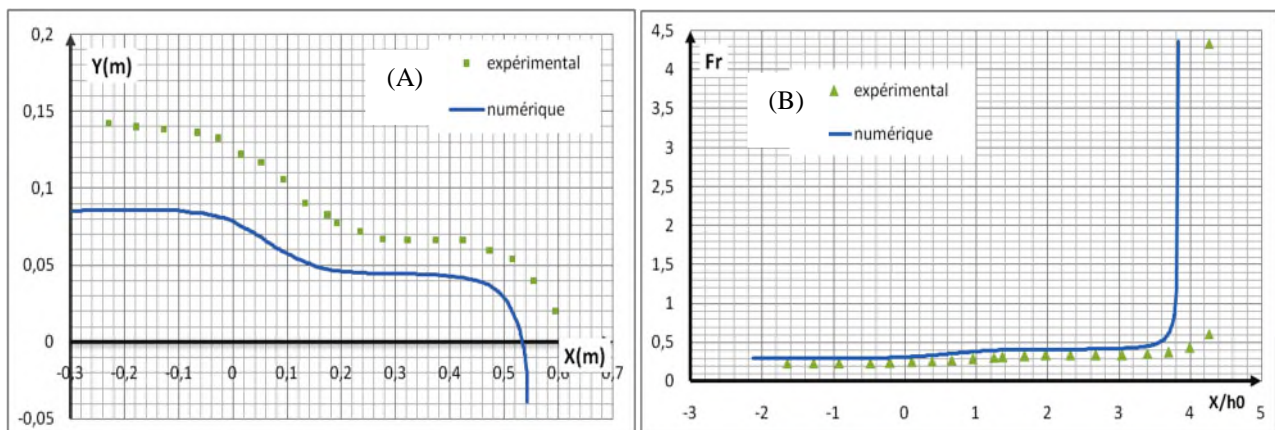 0,2
Y(m)
(A)
expérimental
numérique
0,15
0,1
0,05
0
X(m)
-0,3 -0,2 -0,1 0 0,1 0,2 0,3 0,4 0,5 0,6 0,7
-0,05
4,5
Fr
(B)
expérimental
numérique
4
3,5
3
2,5
2
1,5
1
0,5
0
-3 -2 -1 0 1 2 3 4 5
X/h0